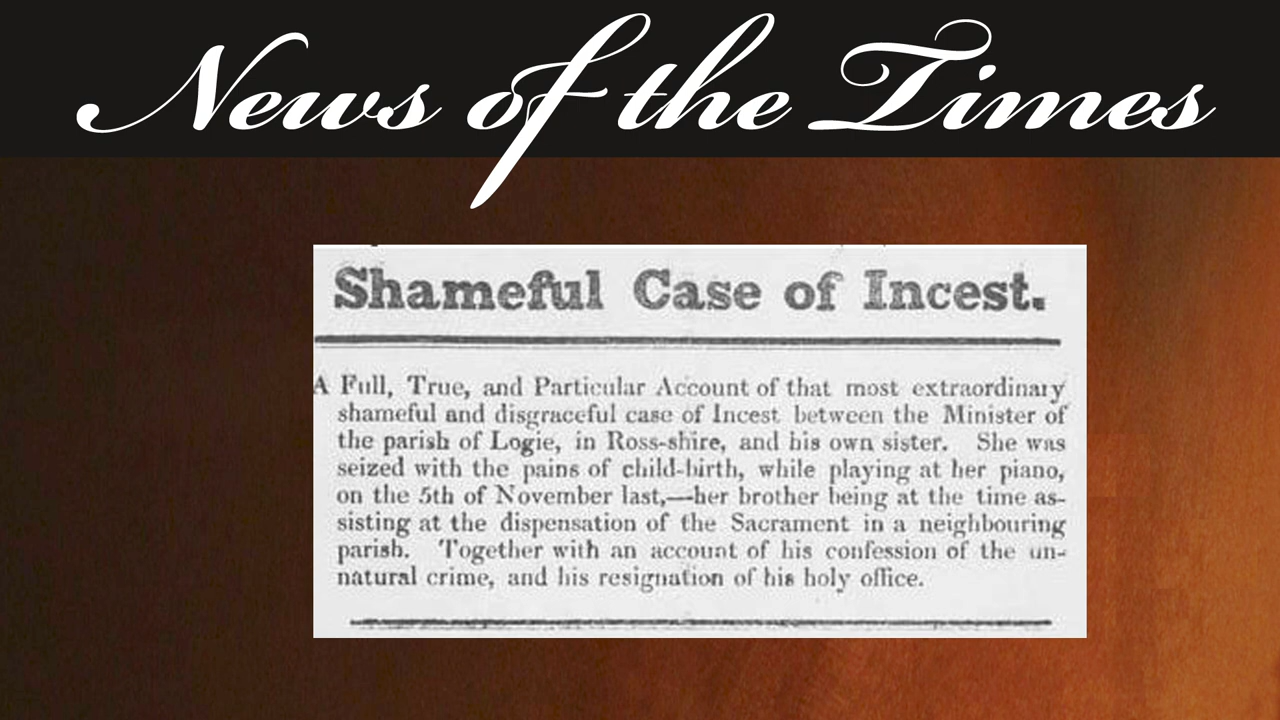 News of the Times
Shameful Case of Incest.
A Full, True, and Particular Account of that most extraordinary
shameful and disgraceful case of Incest between the Minister of
the parish of Logie, in Ross-shire, and his own sister. She was
seized with the pains of child-birth, while playing at her piano,
on the 5th of November last,—her brother being at the time as-
sisting at the dispensation of the Sacrament in a neighbouring
parish. Together with an account of his confession of the un-
natural crime, and his resignation of his holy office.